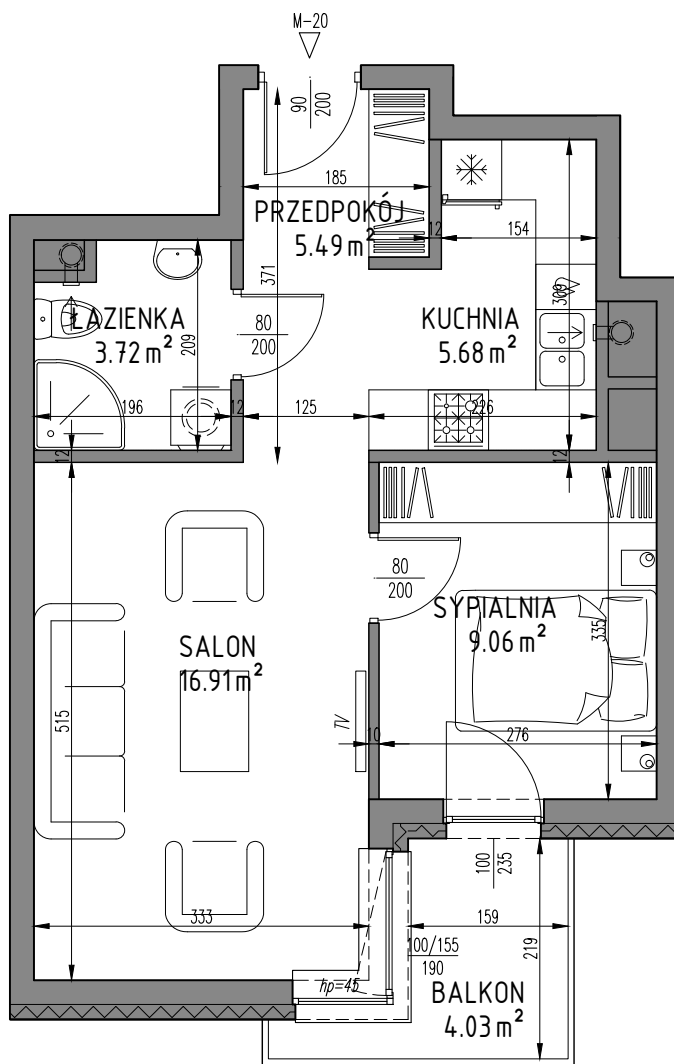 M-20
90
200
185
PRZEDPOKÓJ
5.49 m²
12
154
371
309
ŁAZIENKA
3.72 m²
209
80
200
KUCHNIA
5.68 m²
196
12
125
226
12
12
80
200
SYPIALNIA
9.06 m²
335
SALON
16.91 m²
515
TV
10
276
100
235
333
159
219
100/155
190
hp=45
BALKON
4.03 m²